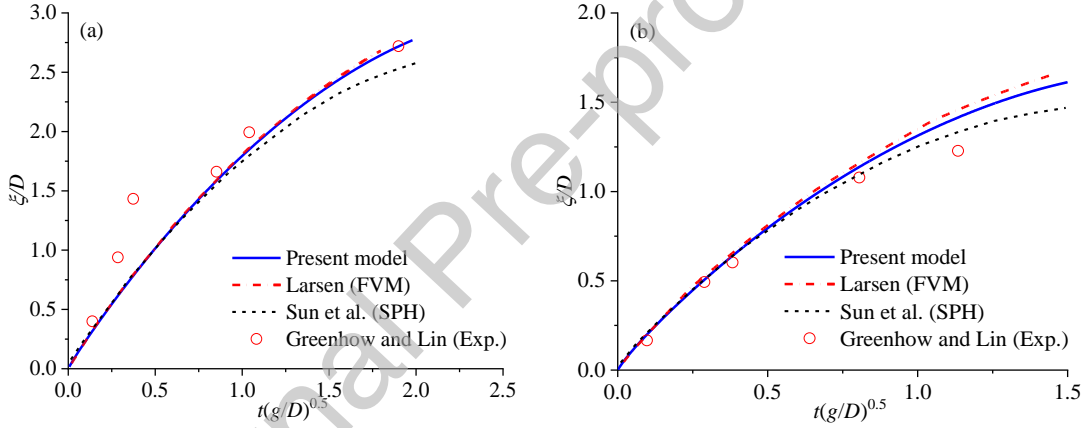 (a)
3.0
2.5
2.0
1.5
1.0
0.5
0.0
ξ/D
Present model
Larsen (FVM)
Sun et al. (SPH)
Greenhow and Lin (Exp.)
0.0 0.5 1.0 1.5 2.0 2.5
t(g/D)^0.5
(b)
2.0
1.5
1.0
0.5
0.0
ξ/D
Present model
Larsen (FVM)
Sun et al. (SPH)
Greenhow and Lin (Exp.)
0.0 0.5 1.0 1.5
t(g/D)^0.5
nal Pre-pro